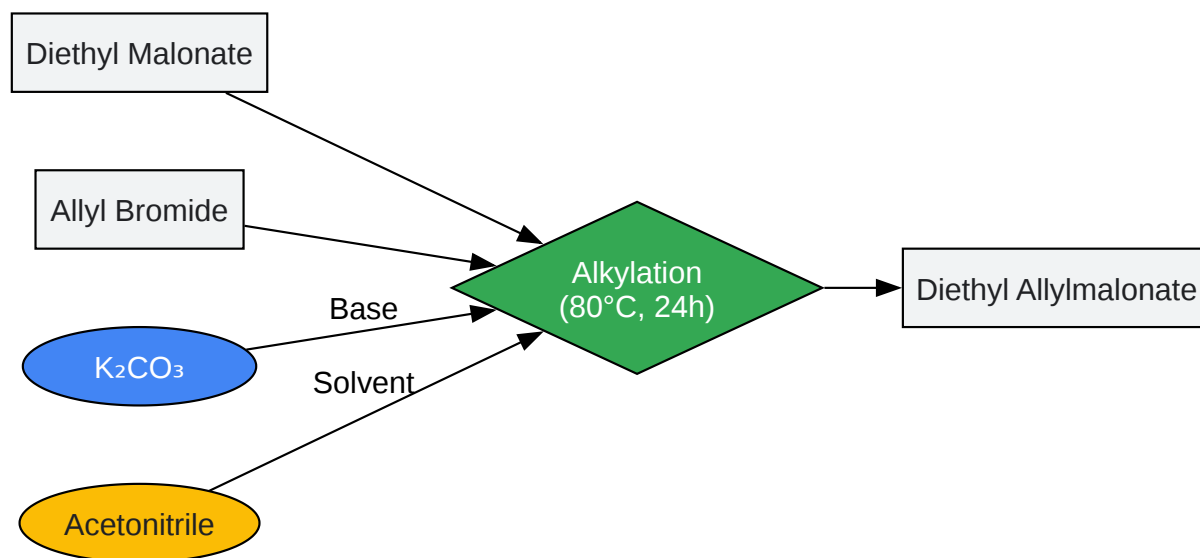 Diethyl Malonate
Allyl Bromide
Base
K₂CO₃
Solvent
Acetonitrile
Alkylation
(80°C, 24h)
Diethyl Allylmalonate